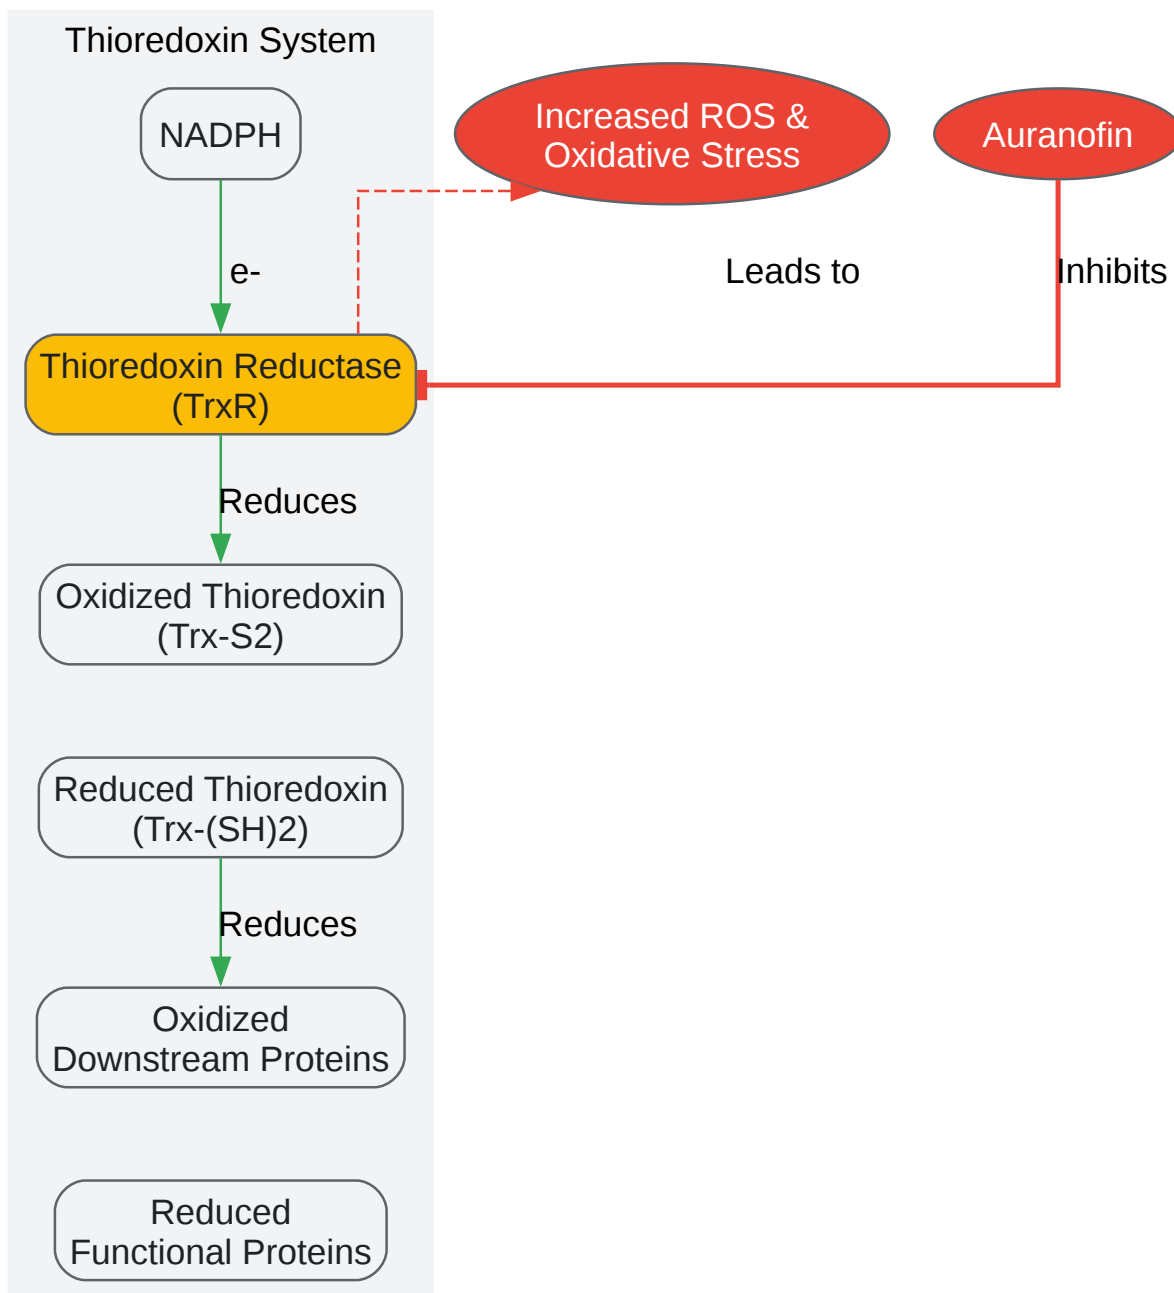 Thioredoxin System
NADPH
Increased ROS &
Oxidative Stress
Auranofin
e-
Leads to
Inhibits
Thioredoxin Reductase
(TrxR)
Reduces
Oxidized Thioredoxin
(Trx-S2)
Reduced Thioredoxin
(Trx-(SH)2)
Reduces
Oxidized
Downstream Proteins
Reduced
Functional Proteins